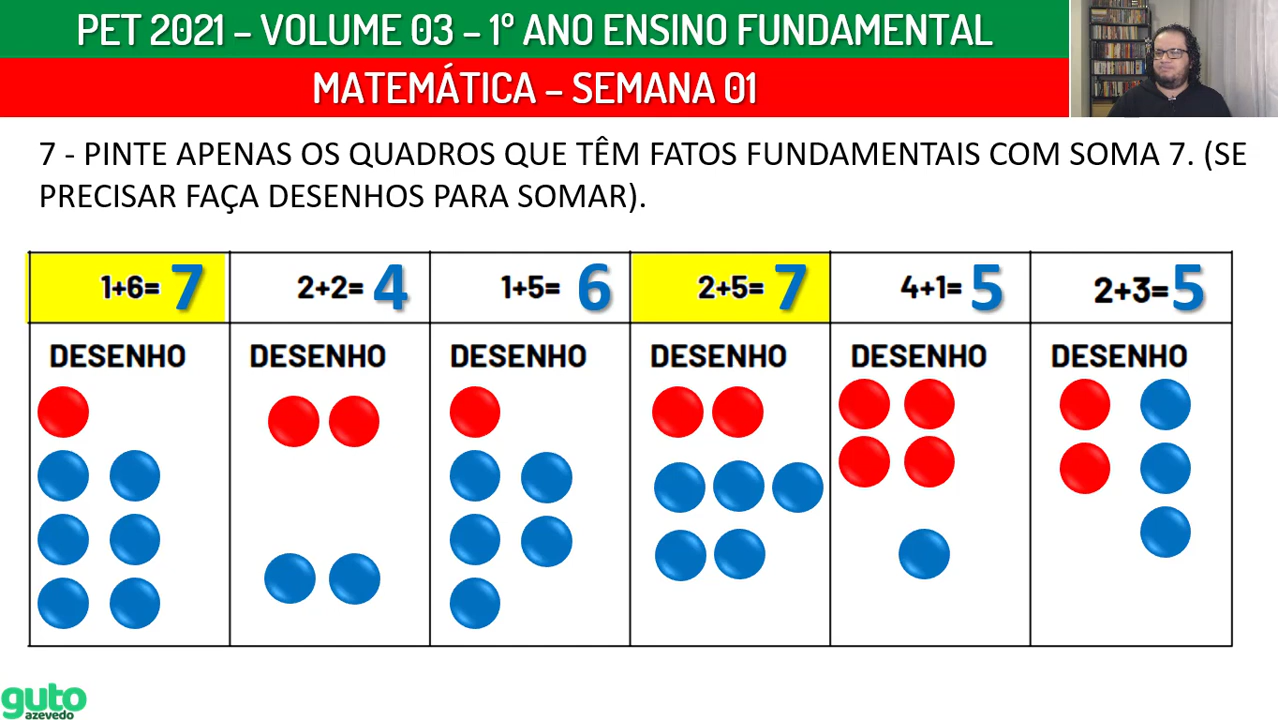 PET 2021 – VOLUME 03 – 1º ANO ENSINO FUNDAMENTAL
MATEMÁTICA – SEMANA 01
7 - PINTE APENAS OS QUADROS QUE TÊM FATOS FUNDAMENTAIS COM SOMA 7. (SE
PRECISAR FAÇA DESENHOS PARA SOMAR).
1+6= 7 2+2= 4 1+5= 6 2+5= 7 4+1= 5 2+3= 5
DESENHO DESENHO DESENHO DESENHO DESENHO DESENHO
guto
azevedo